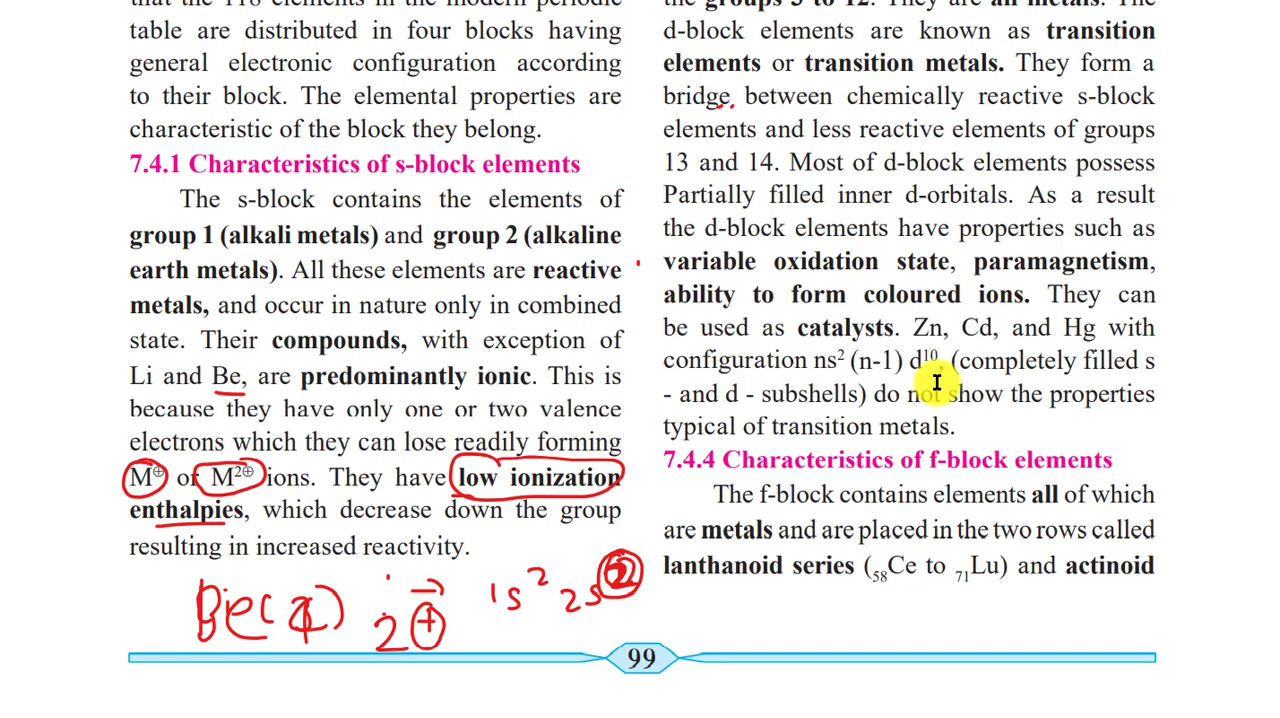 that the 118 elements in the modern periodic
table are distributed in four blocks having
general electronic configuration according
to their block. The elemental properties are
characteristic of the block they belong.
7.4.1 Characteristics of s-block elements
The s-block contains the elements of
group 1 (alkali metals) and group 2 (alkaline
earth metals). All these elements are reactive
metals, and occur in nature only in combined
state. Their compounds, with exception of
Li and Be, are predominantly ionic. This is
because they have only one or two valence
electrons which they can lose readily forming
M⊕ or M²⊕ ions. They have low ionization
enthalpies, which decrease down the group
resulting in increased reactivity.
Be(4) 2+ 1s² 2s²
the groups 3 to 12. They are all metals. The
d-block elements are known as transition
elements or transition metals. They form a
bridge between chemically reactive s-block
elements and less reactive elements of groups
13 and 14. Most of d-block elements possess
Partially filled inner d-orbitals. As a result
the d-block elements have properties such as
variable oxidation state, paramagnetism,
ability to form coloured ions. They can
be used as catalysts. Zn, Cd, and Hg with
configuration ns² (n-1) d¹⁰, (completely filled s
- and d - subshells) do not show the properties
typical of transition metals.
7.4.4 Characteristics of f-block elements
The f-block contains elements all of which
are metals and are placed in the two rows called
lanthanoid series (₅₈Ce to ₇₁Lu) and actinoid
99